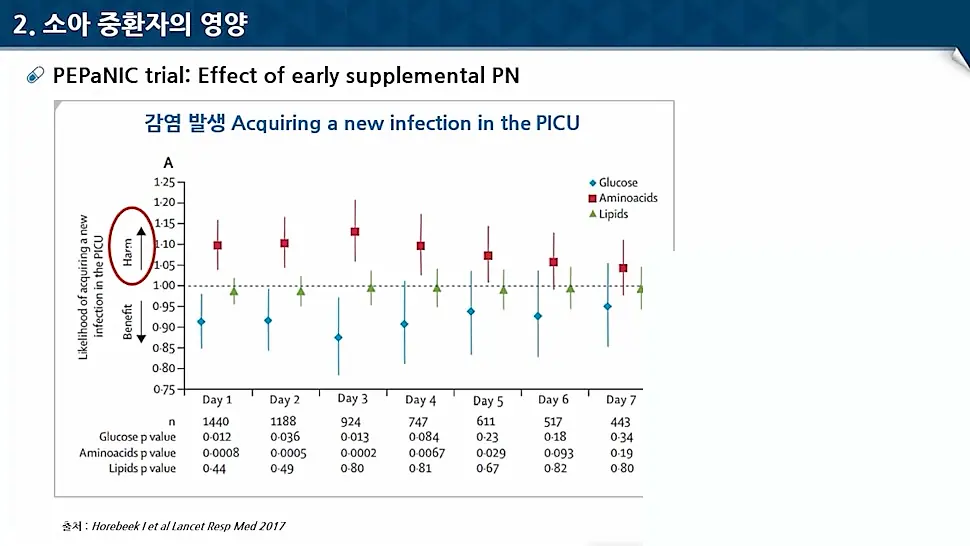 2. 소아 중환자의 영양
PEPaNIC trial: Effect of early supplemental PN
감염 발생 Acquiring a new infection in the PICU
A
Likelihood of acquiring a new
infection in the PICU
Harm
Benefit
1·25
1·20
1·15
1·10
1·05
1·00
0·95
0·90
0·85
0·80
0·75
Glucose
Aminoacids
Lipids
Day 1 Day 2 Day 3 Day 4 Day 5 Day 6 Day 7
n 1440 1188 924 747 611 517 443
Glucose p value 0·012 0·036 0·013 0·084 0·23 0·18 0·34
Aminoacids p value 0·0008 0·0005 0·0002 0·0067 0·029 0·093 0·19
Lipids p value 0·44 0·49 0·80 0·81 0·67 0·82 0·80
출처 : Horebeek I et al Lancet Resp Med 2017